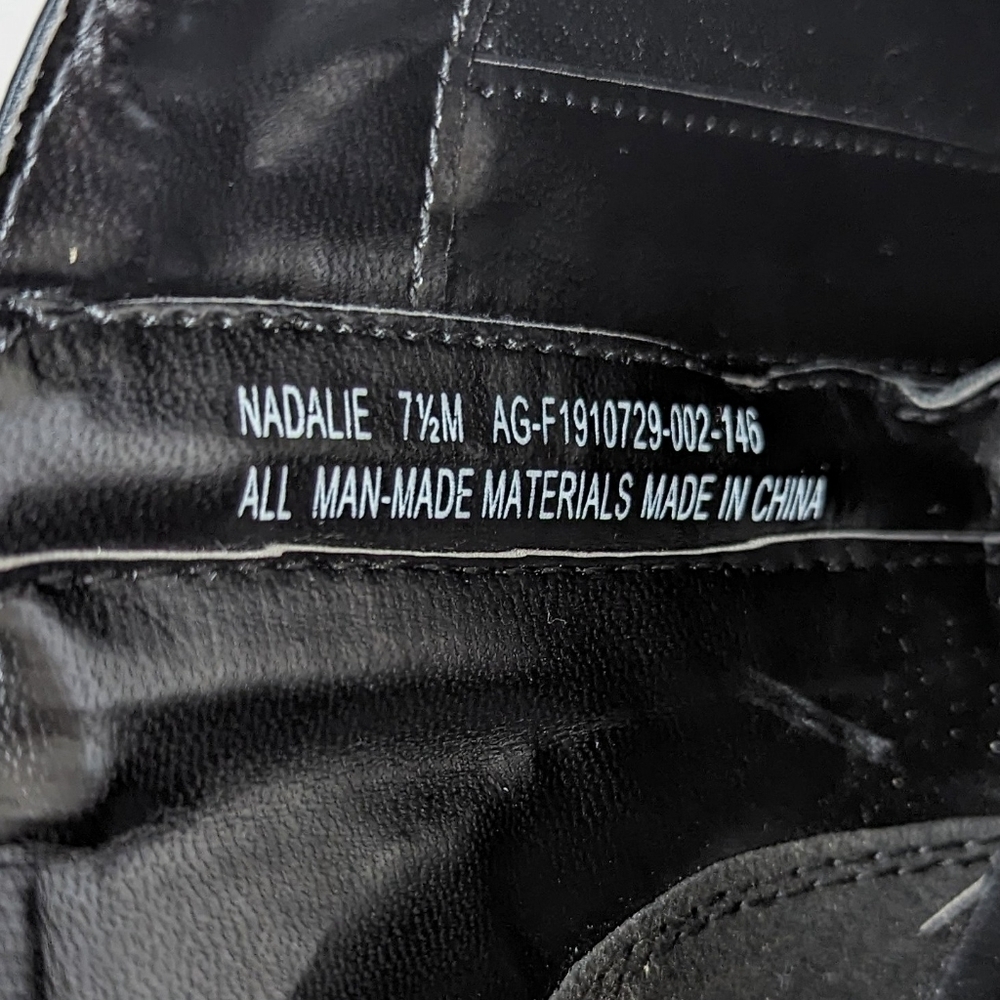 NADALIE 7½M AG-F1910729-002-146
ALL MAN-MADE MATERIALS MADE IN CHINA